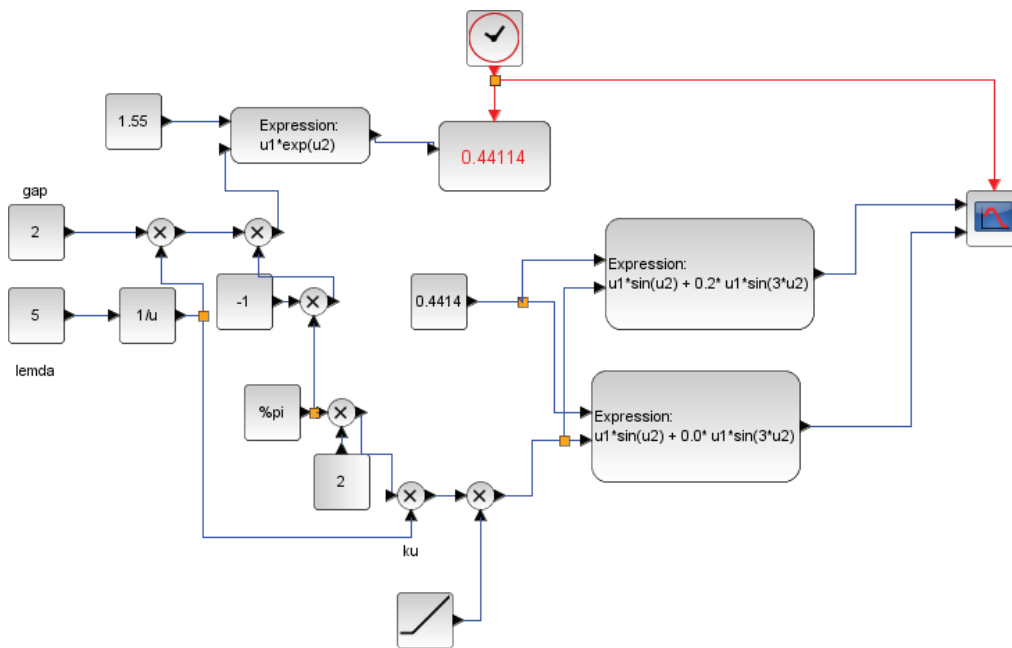 1.55
Expression:
u1*exp(u2)
0.44114
gap
2
5
1/u
-1
lemda
0.4414
Expression:
u1*sin(u2) + 0.2* u1*sin(3*u2)
%pi
2
Expression:
u1*sin(u2) + 0.0* u1*sin(3*u2)
ku